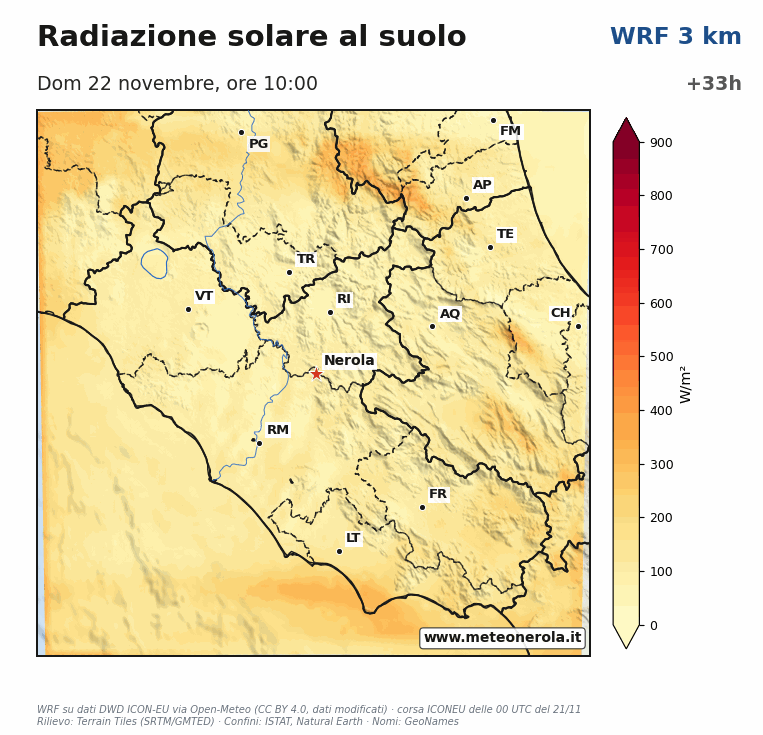 Radiazione solare al suolo
WRF 3 km
Dom 22 novembre, ore 10:00
+33h
FM
PG
AP
TE
TR
RI
VT
AQ
CH
Nerola
RM
FR
LT
www.meteonerola.it
900
800
700
600
500
400
300
200
100
0
W/m²
WRF su dati DWD ICON-EU via Open-Meteo (CC BY 4.0, dati modificati) · corsa ICONEU delle 00 UTC del 21/11
Rilievo: Terrain Tiles (SRTM/GMTED) · Confini: ISTAT, Natural Earth · Nomi: GeoNames